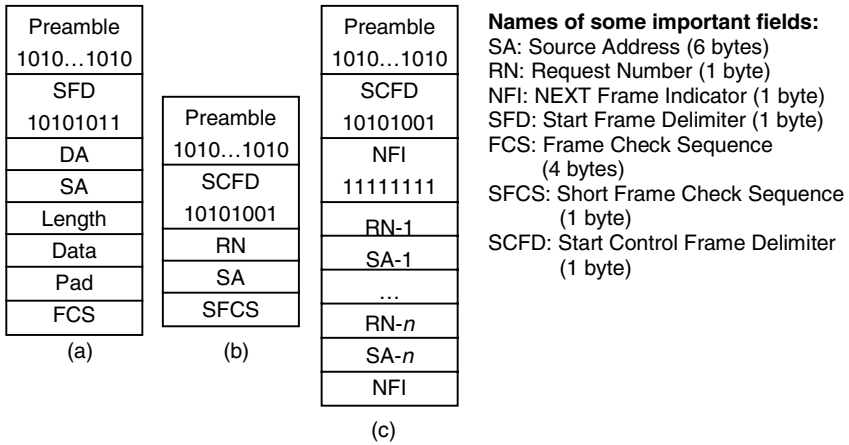 Preamble
1010…1010
SFD
10101011
DA
SA
Length
Data
Pad
FCS
(a)
Preamble
1010…1010
SCFD
10101001
RN
SA
SFCS
(b)
Preamble
1010…1010
SCFD
10101001
NFI
11111111
RN-1
SA-1
…
RN-n
SA-n
NFI
(c)
Names of some important fields:
SA: Source Address (6 bytes)
RN: Request Number (1 byte)
NFI: NEXT Frame Indicator (1 byte)
SFD: Start Frame Delimiter (1 byte)
FCS: Frame Check Sequence
(4 bytes)
SFCS: Short Frame Check Sequence
(1 byte)
SCFD: Start Control Frame Delimiter
(1 byte)